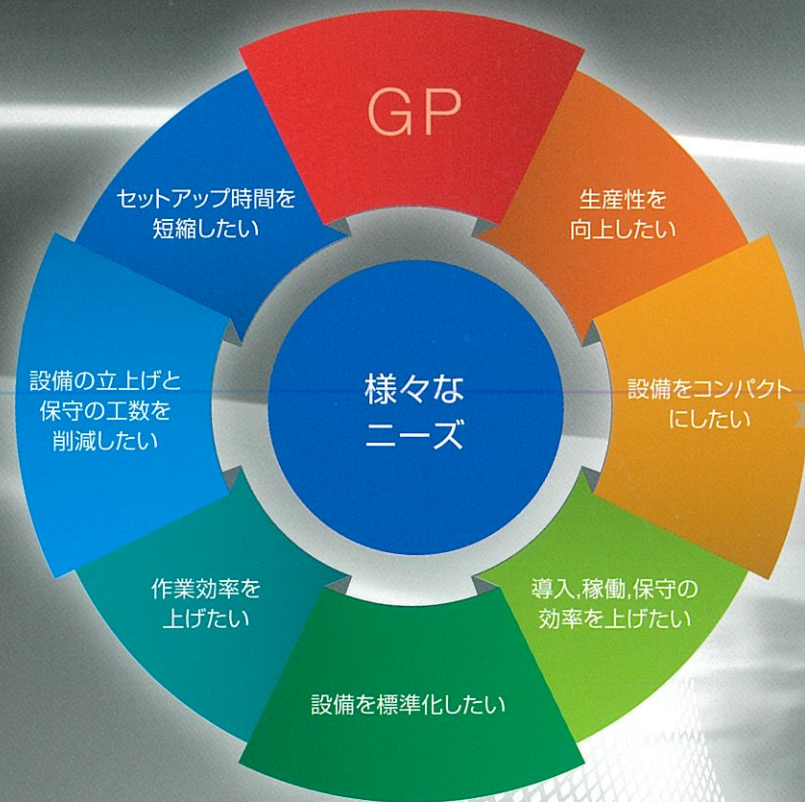 GP
生産性を
向上したい
設備をコンパクト
にしたい
導入,稼働,保守の
効率を上げたい
設備を標準化したい
作業効率を
上げたい
設備の立上げと
保守の工数を
削減したい
セットアップ時間を
短縮したい
様々な
ニーズ